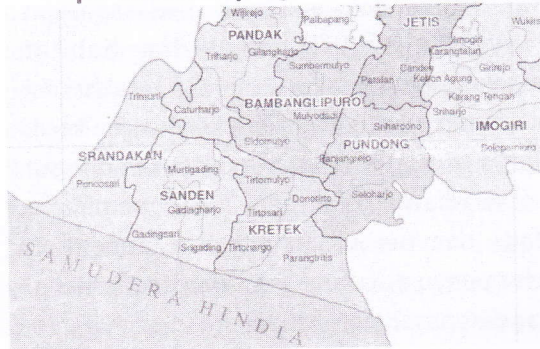 JETIS
Wijirejo
Palbapang
Wukirs
PANDAK
Imogiri
Karangtalun
Triharjo
Gilangharjo
Sumbermulyo
Canden
Girirejo
Patalan
Kebon Agung
Trimurti
Karang Tengah
Caturharjo
BAMBANGLIPURO
Mulyodadi
Sriharjo
Sriharddno
IMOGIRI
Sidomulyo
PUNDONG
Selopamioro
SRANDAKAN
Panjangrejo
Murtigading
Tirtomulyo
Poncosari
SANDEN
Donotirto
Seloharjo
Gadingharjo
Tirtosari
KRETEK
Gadingsari
Srigading
Tirtohargo
Parangtritis
SAMUDERA HINDIA